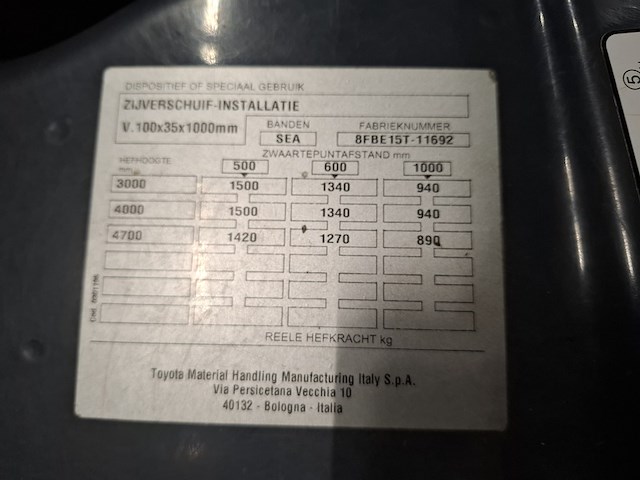 DISPOSITIEF OF SPECIAAL GEBRUIK
ZIJVERSCHUIF-INSTALLATIE
V.100x35x1000mm
BANDEN FABRIEKNUMMER
SEA 8FBE15T-11692
ZWAARTEPUNTAFSTAND mm
HEFHOOGTE 500 600 1000
mm
3000 1500 1340 940
4000 1500 1340 940
4700 1420 1270 890
REELE HEFKRACHT kg
Toyota Material Handling Manufacturing Italy S.p.A.
Via Persicetana Vecchia 10
40132 - Bologna - Italia
5